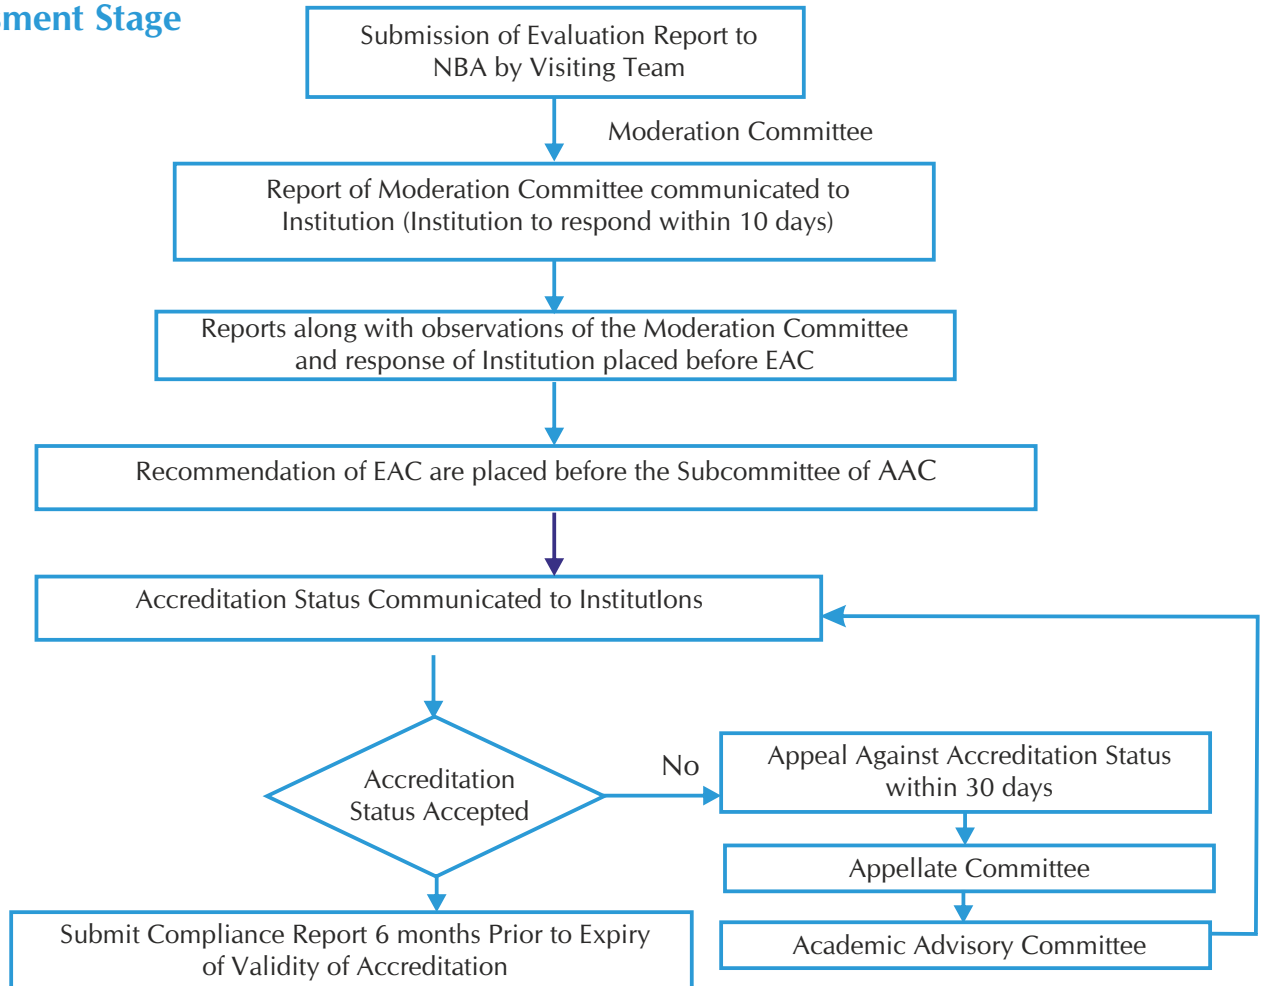 sment Stage
Submission of Evaluation Report to
NBA by Visiting Team
Moderation Committee
Report of Moderation Committee communicated to
Institution (Institution to respond within 10 days)
Reports along with observations of the Moderation Committee
and response of Institution placed before EAC
Recommendation of EAC are placed before the Subcommittee of AAC
Accreditation Status Communicated to InstitutIons
Accreditation
Status Accepted
No
Appeal Against Accreditation Status
within 30 days
Appellate Committee
Academic Advisory Committee
Submit Compliance Report 6 months Prior to Expiry
of Validity of Accreditation